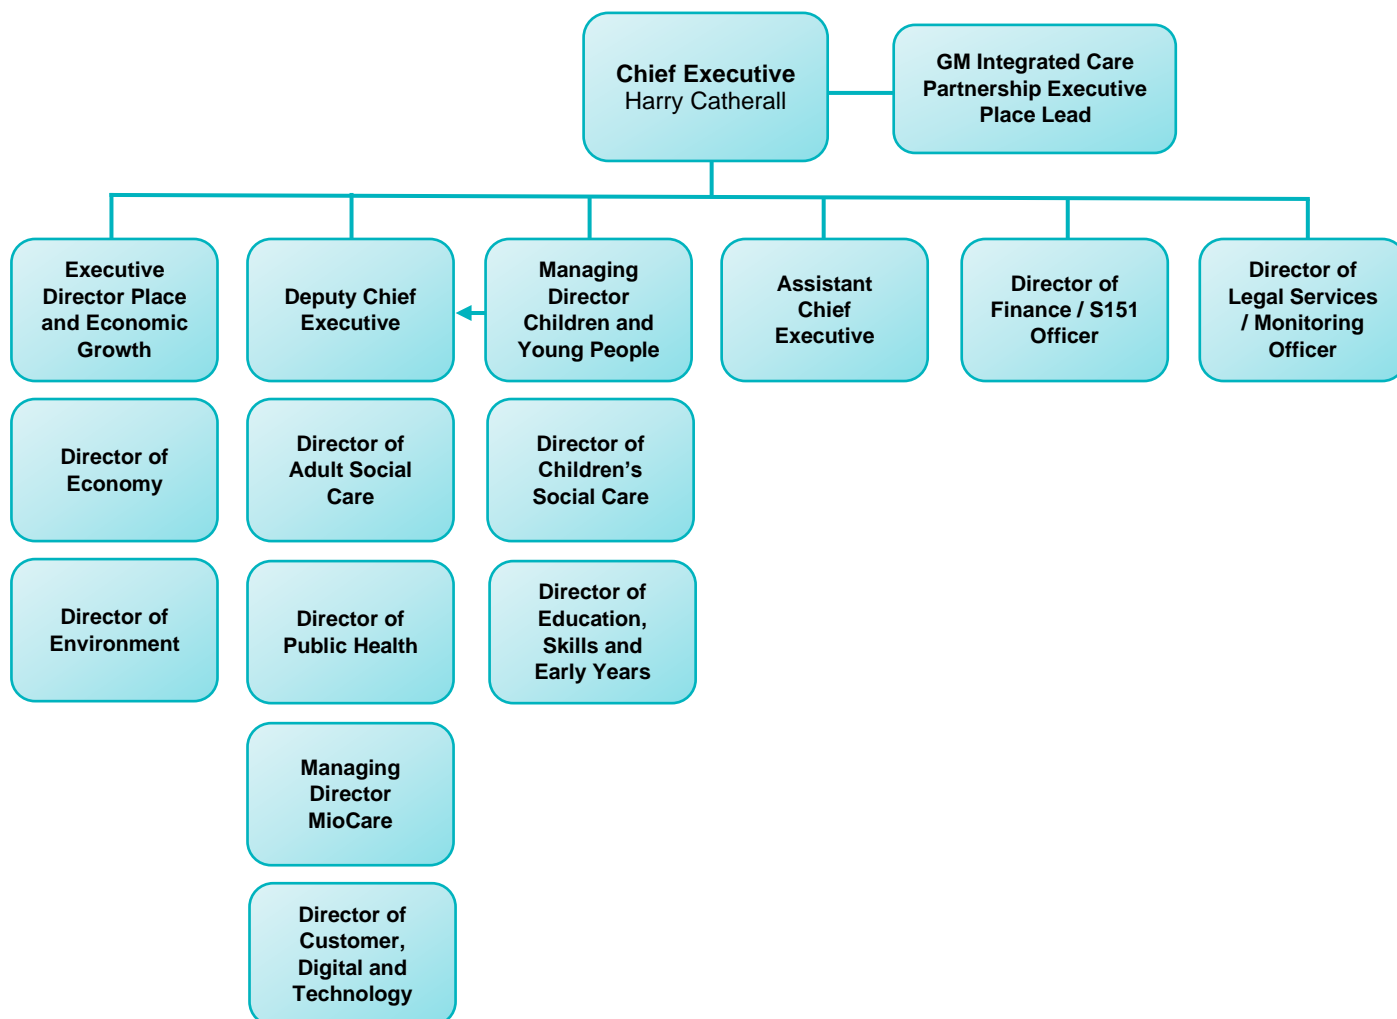 Chief Executive
Harry Catherall
GM Integrated Care
Partnership Executive
Place Lead
Executive
Director Place
and Economic
Growth
Deputy Chief
Executive
Managing
Director
Children and
Young People
Assistant
Chief
Executive
Director of
Finance / S151
Officer
Director of
Legal Services
/ Monitoring
Officer
Director of
Economy
Director of
Adult Social
Care
Director of
Children’s
Social Care
Director of
Environment
Director of
Public Health
Director of
Education,
Skills and
Early Years
Managing
Director
MioCare
Director of
Customer,
Digital and
Technology